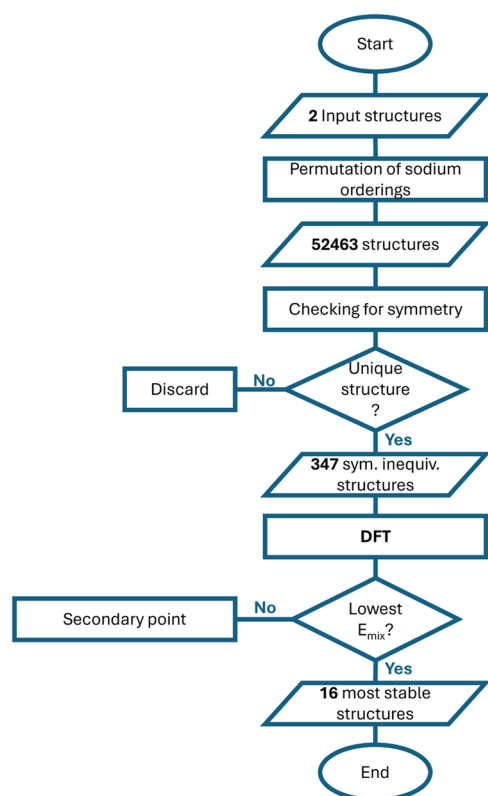 Start
2 Input structures
Permutation of sodium
orderings
52463 structures
Checking for symmetry
Unique
structure
?
No
Discard
Yes
347 sym. inequiv.
structures
DFT
Lowest
Emix?
No
Secondary point
Yes
16 most stable
structures
End